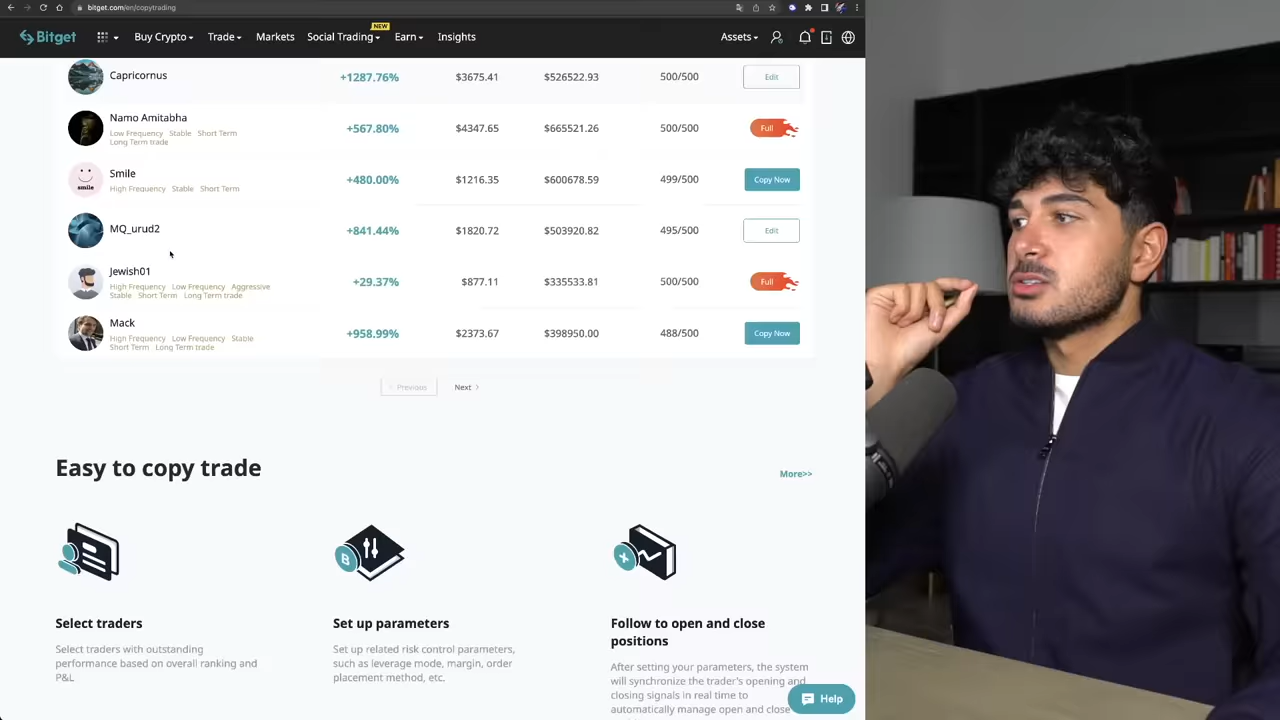 bitget.com/en/copytrading
Bitget
Buy Crypto
Trade
Markets
Social Trading
NEW
Earn
Insights
Assets
Capricornus
+1287.76%
$3675.41
$526522.93
500/500
Edit
Namo Amitabha
Low Frequency Stable Short Term
Long Term trade
+567.80%
$4347.65
$665521.26
500/500
Full
smile
Smile
High Frequency Stable Short Term
+480.00%
$1216.35
$600678.59
499/500
Copy Now
MQ_urud2
+841.44%
$1820.72
$503920.82
495/500
Edit
Jewish01
High Frequency Low Frequency Aggressive
Stable Short Term Long Term trade
+29.37%
$877.11
$335533.81
500/500
Full
Mack
High Frequency Low Frequency Stable
Short Term Long Term trade
+958.99%
$2373.67
$398950.00
488/500
Copy Now
< Previous
Next >
Easy to copy trade
More>>
Select traders
Select traders with outstanding
performance based on overall ranking and
P&L
B
Set up parameters
Set up related risk control parameters,
such as leverage mode, margin, order
placement method, etc.
Follow to open and close
positions
After setting your parameters, the system
will synchronize the trader's opening and
closing signals in real time to
automatically manage open and close
Help